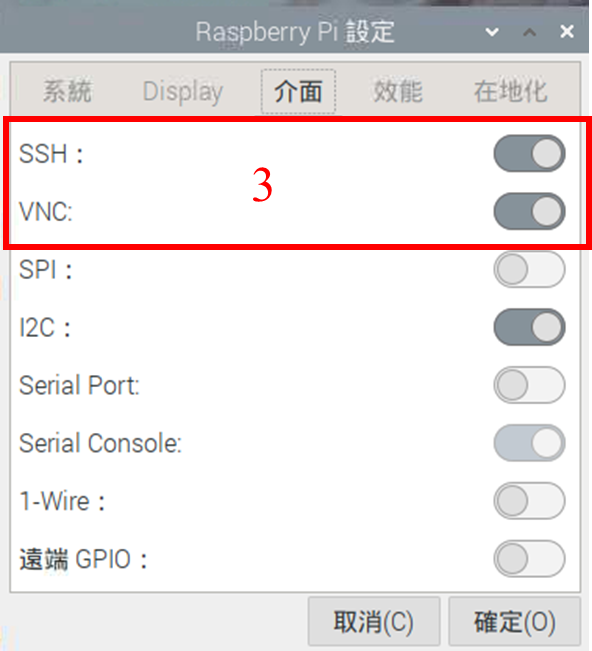 Raspberry Pi 設定
系統 Display 介面 效能 在地化
SSH：
3
VNC:
SPI：
I2C：
Serial Port:
Serial Console:
1-Wire：
遠端 GPIO：
取消(C) 確定(O)